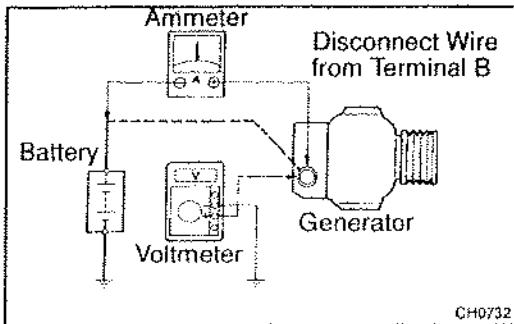 Ammeter
Disconnect Wire
from Terminal B
A
Battery
V
Generator
Voltmeter
CH0732